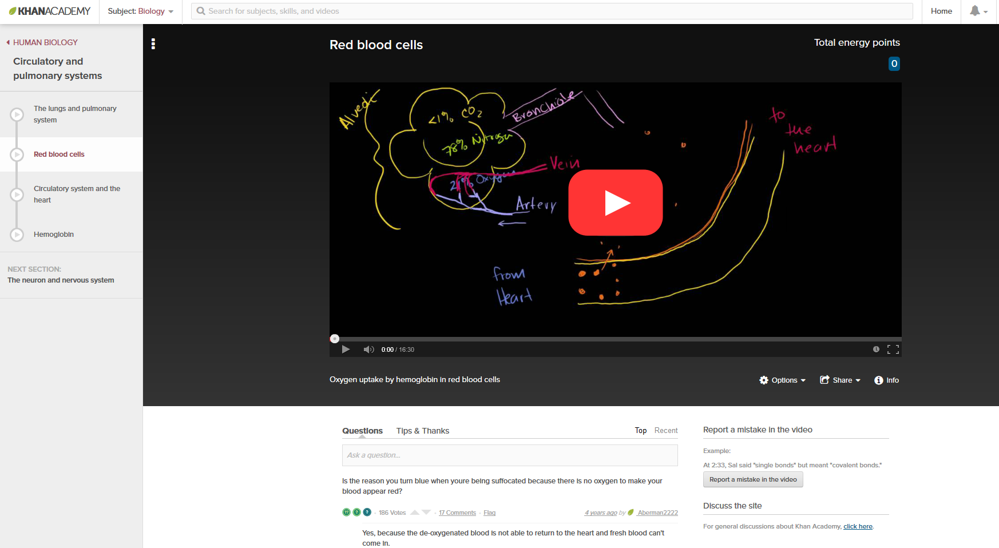 KHANACADEMY
Subject: Biology
Search for subjects, skills, and videos
Home
HUMAN BIOLOGY
Circulatory and
pulmonary systems
The lungs and pulmonary
system
Red blood cells
Circulatory system and the
heart
Hemoglobin
NEXT SECTION:
The neuron and nervous system
Red blood cells
Total energy points
0
Alveoli
<1% CO2
78% Nitrogen
21% Oxygen
Bronchiole
Vein
Artery
to
the
heart
from
Heart
0:00 / 16:30
Oxygen uptake by hemoglobin in red blood cells
Options
Share
Info
Questions
Tips & Thanks
Top
Recent
Ask a question...
Is the reason you turn blue when youre being suffocated because there is no oxygen to make your
blood appear red?
?? ? ? · 186 Votes · 17 Comments · Flag
4 years ago by Aberman2222
Yes, because the de-oxygenated blood is not able to return to the heart and fresh blood can't
come in.
Report a mistake in the video
Example:
At 2:33, Sal said "single bonds" but meant "covalent bonds."
Report a mistake in the video
Discuss the site
For general discussions about Khan Academy, click here.